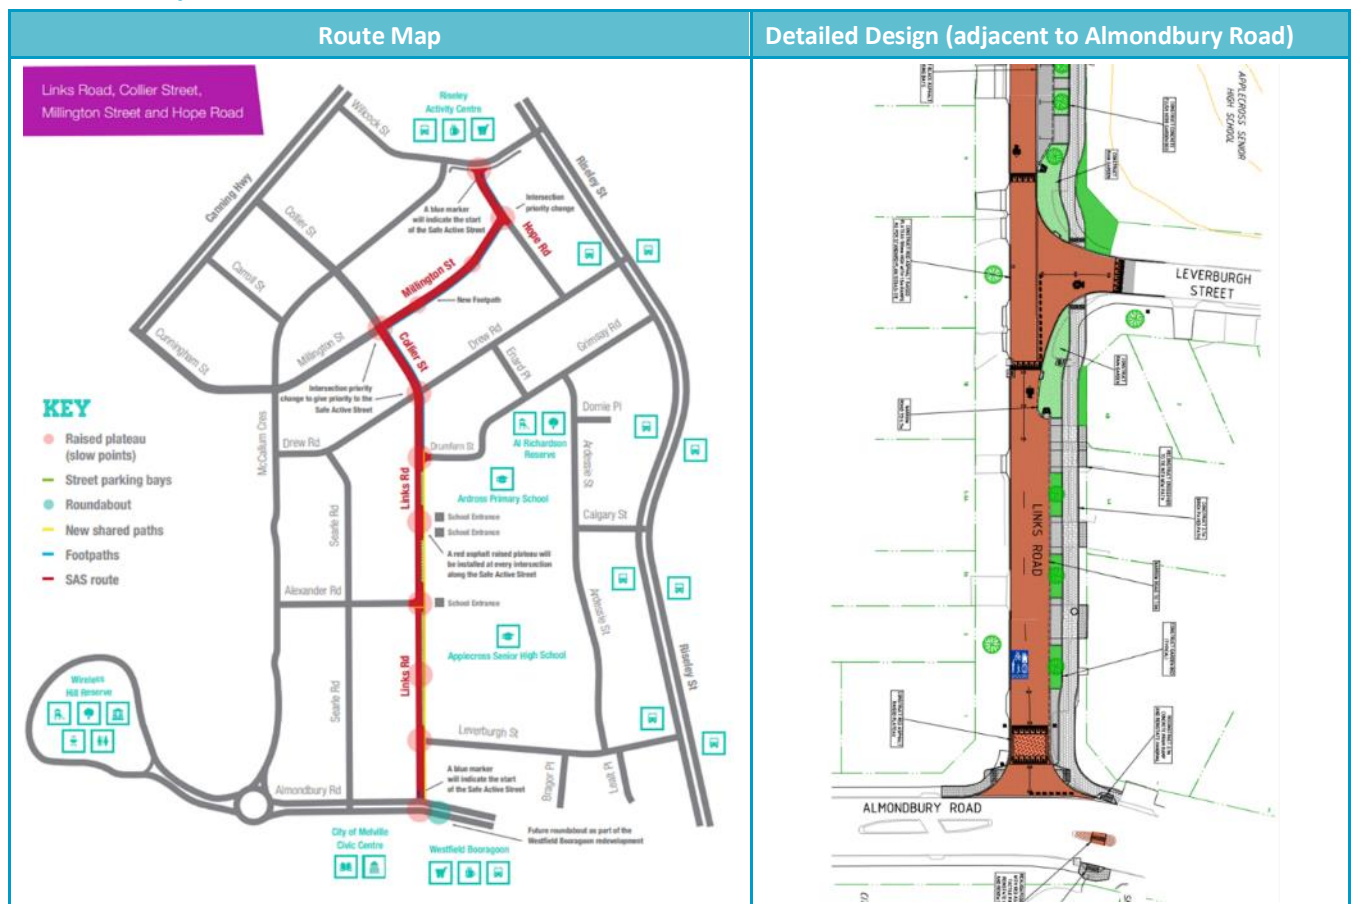 Route Map
Detailed Design (adjacent to Almondbury Road)
Links Road, Collier Street,
Millington Street and Hope Road
Riseley
Activity Centre
Wilcock St
Canning Hwy
Riseley St
Collier St
Carroll St
Cunningham St
A blue marker
will indicate the start
of the Safe Active Street
Intersection
priority change
Hope Rd
Millington St
New Footpath
Millington St
Collier St
Drew Rd
Enard Pl
Grimsay Rd
Intersection priority
change to give priority to the
Safe Active Street
KEY
Raised plateau
(slow points)
Street parking bays
Roundabout
New shared paths
Footpaths
SAS route
McCallum Cres
Drew Rd
Drumfern St
Al Richardson
Reserve
Dornie Pl
Ardessie St
Links Rd
Ardross Primary School
School Entrance
School Entrance
Calgary St
Searle Rd
A red asphalt raised plateau will
be installed at every intersection
along the Safe Active Street
Alexander Rd
School Entrance
Ardessie St
Applecross Senior High School
Links Rd
Riseley St
Wireless
Hill Reserve
Searle Rd
Leverburgh St
A blue marker
will indicate the start
of the Safe Active Street
Bragor Pl
Lealt Pl
Almondbury Rd
City of Melville
Civic Centre
Westfield Booragoon
Future roundabout as part of the
Westfield Booragoon redevelopment
APPLECROSS SENIOR
HIGH SCHOOL
LEVERBURGH
STREET
LINKS ROAD
ALMONDBURY ROAD